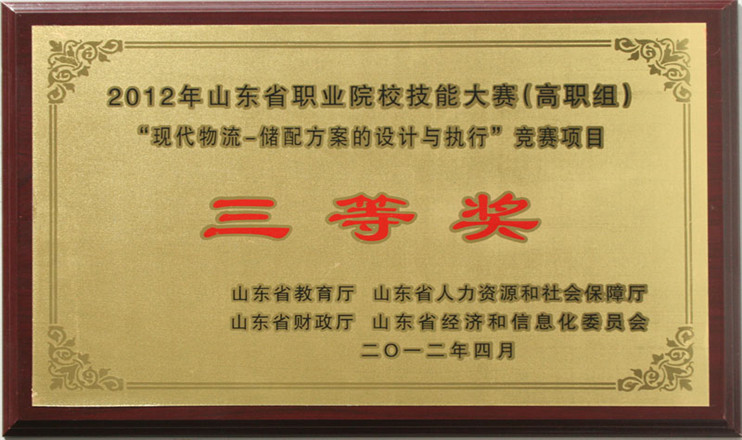 2012年山东省职业院校技能大赛(高职组)
“现代物流-储配方案的设计与执行”竞赛项目
三等奖
山东省教育厅 山东省人力资源和社会保障厅
山东省财政厅 山东省经济和信息化委员会
二〇一二年四月